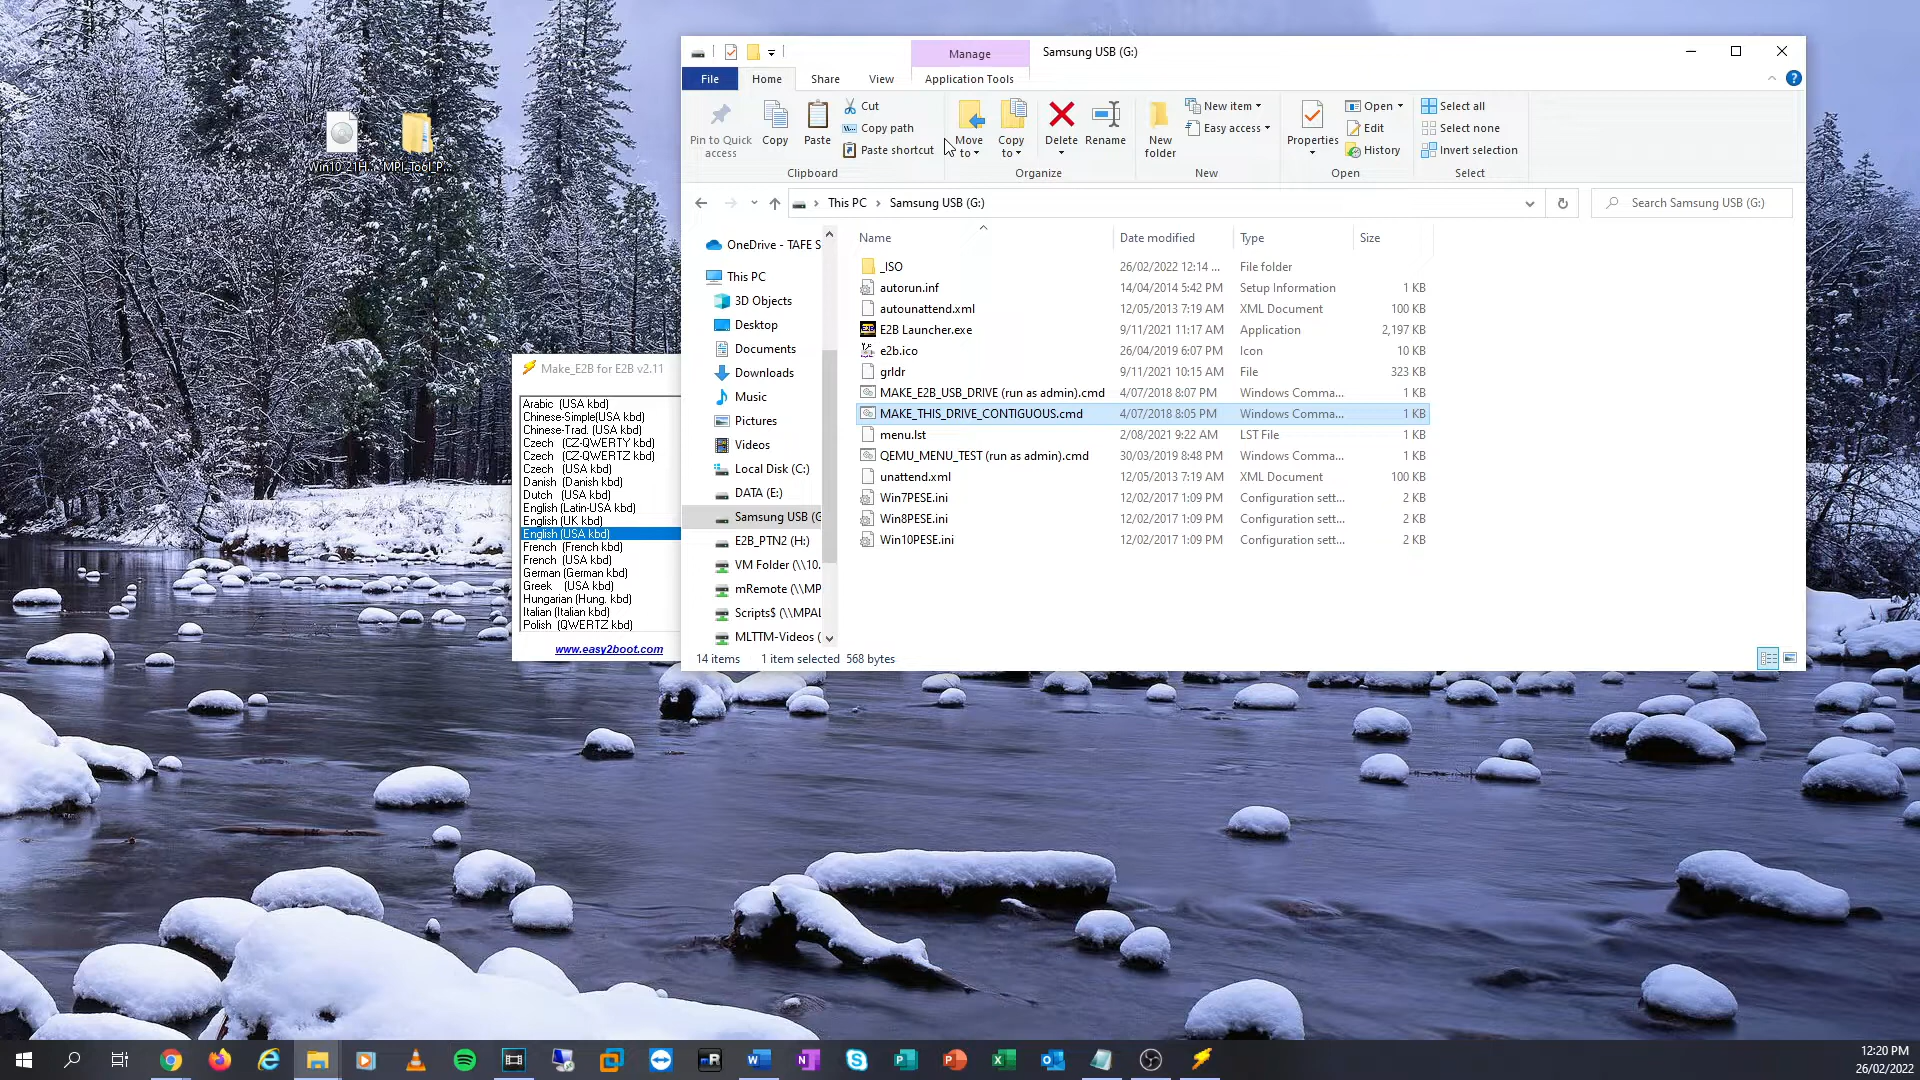 Win10_21H...
MPI-Tool_P...
Make_E2B for E2B v2.11
Arabic (USA kbd)
Chinese-Simple(USA kbd)
Chinese-Trad. (USA kbd)
Czech (CZ-QWERTY kbd)
Czech (CZ-QWERTZ kbd)
Czech (USA kbd)
Danish (Danish kbd)
Dutch (USA kbd)
English (Latin-USA kbd)
English (UK kbd)
English (USA kbd)
French (French kbd)
French (USA kbd)
German (German kbd)
Greek (USA kbd)
Hungarian (Hung. kbd)
Italian (Italian kbd)
Polish (QWERTZ kbd)
www.easy2boot.com
Manage
Samsung USB (G:)
File
Home
Share
View
Application Tools
Pin to Quick
access
Copy
Paste
Cut
Copy path
Paste shortcut
Clipboard
Move
to
Copy
to
Delete
Rename
Organize
New
folder
New item
Easy access
New
Properties
Open
Edit
History
Open
Select all
Select none
Invert selection
Select
This PC
Samsung USB (G:)
Search Samsung USB (G:)
OneDrive - TAFE S
This PC
3D Objects
Desktop
Documents
Downloads
Music
Pictures
Videos
Local Disk (C:)
DATA (E:)
Samsung USB (G
E2B_PTN2 (H:)
VM Folder (\\10.
mRemote (\\MP
Scripts$ (\\MPAL
MLTTM-Videos (
Name Date modified Type Size
_ISO 26/02/2022 12:14 ... File folder
autorun.inf 14/04/2014 5:42 PM Setup Information 1 KB
autounattend.xml 12/05/2013 7:19 AM XML Document 100 KB
E2B Launcher.exe 9/11/2021 11:17 AM Application 2,197 KB
e2b.ico 26/04/2019 6:07 PM Icon 10 KB
grldr 9/11/2021 10:15 AM File 323 KB
MAKE_E2B_USB_DRIVE (run as admin).cmd 4/07/2018 8:07 PM Windows Comma... 1 KB
MAKE_THIS_DRIVE_CONTIGUOUS.cmd 4/07/2018 8:05 PM Windows Comma... 1 KB
menu.lst 2/08/2021 9:22 AM LST File 1 KB
QEMU_MENU_TEST (run as admin).cmd 30/03/2019 8:48 PM Windows Comma... 1 KB
unattend.xml 12/05/2013 7:19 AM XML Document 100 KB
Win7PESE.ini 12/02/2017 1:09 PM Configuration sett... 2 KB
Win8PESE.ini 12/02/2017 1:09 PM Configuration sett... 2 KB
Win10PESE.ini 12/02/2017 1:09 PM Configuration sett... 2 KB
14 items 1 item selected 568 bytes
12:20 PM
26/02/2022